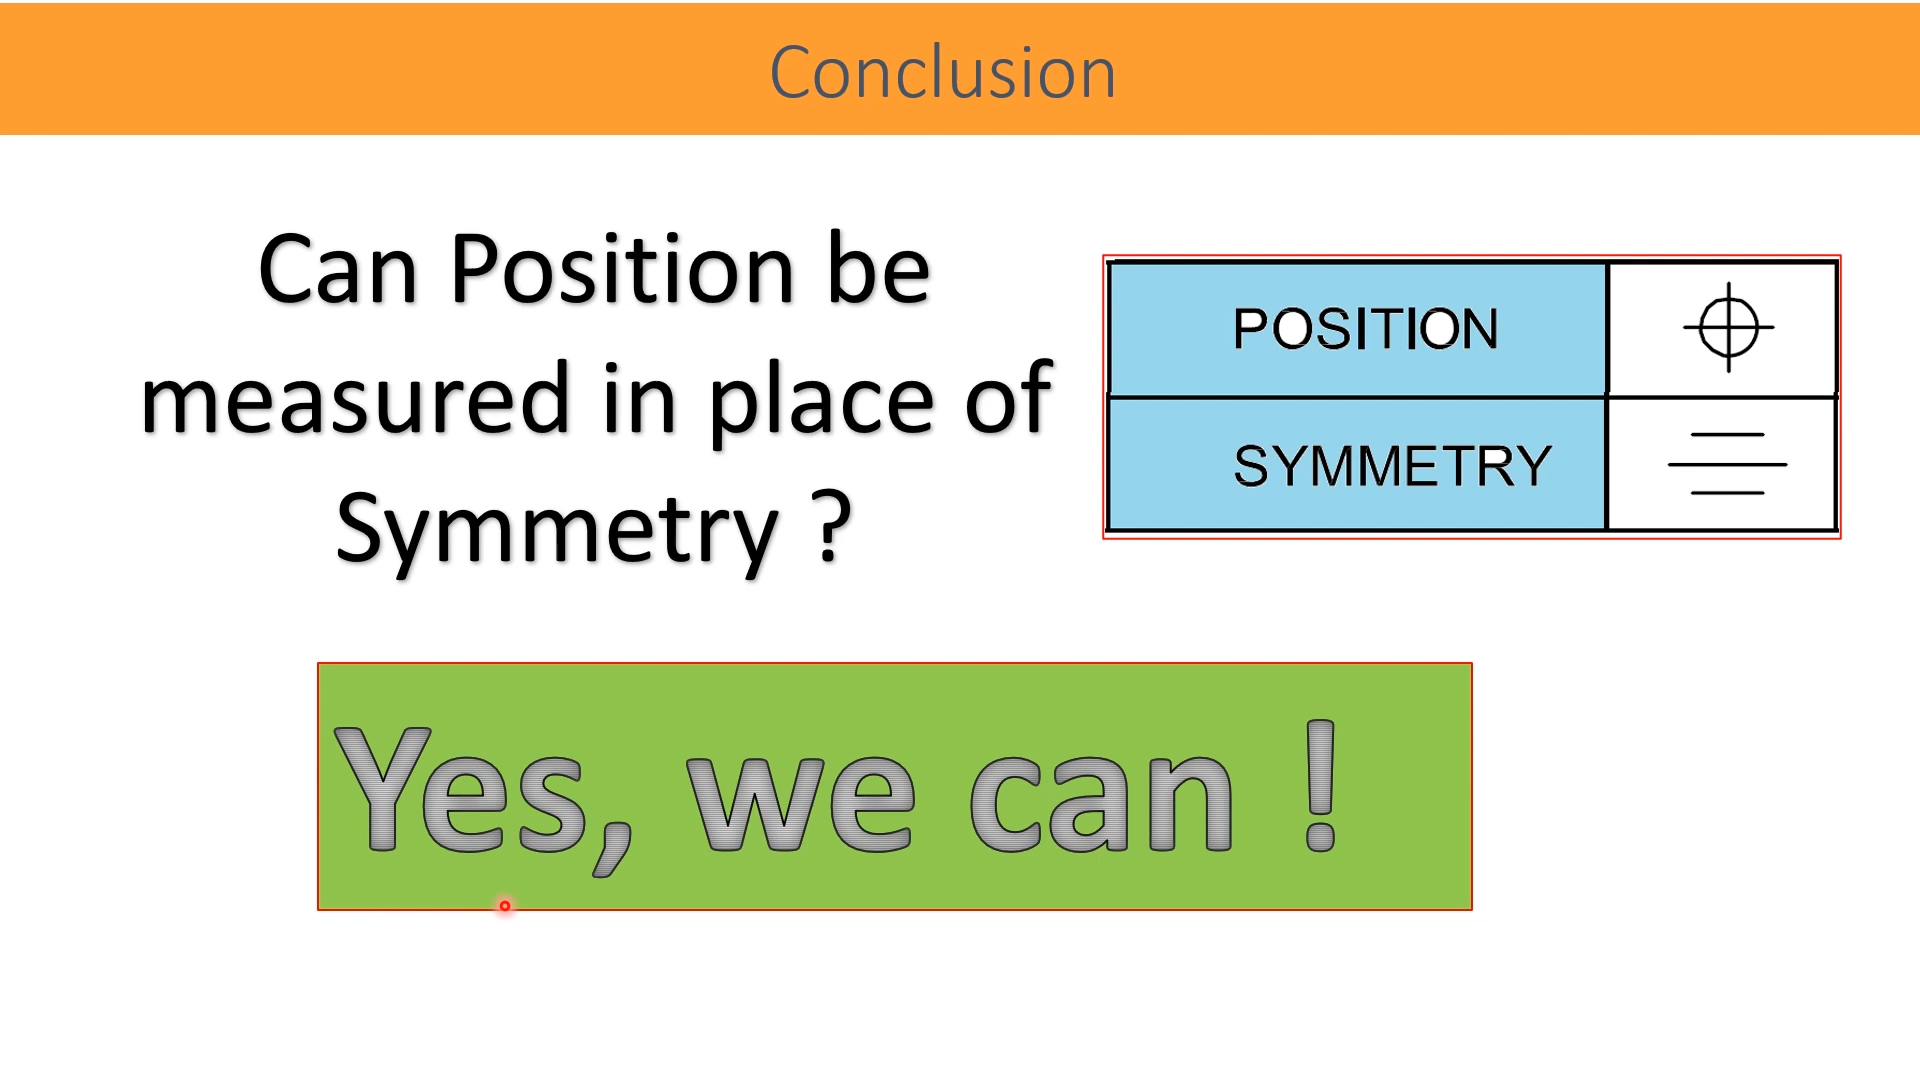 Conclusion
Can Position be
measured in place of
Symmetry ?
POSITION
SYMMETRY
Yes, we can !